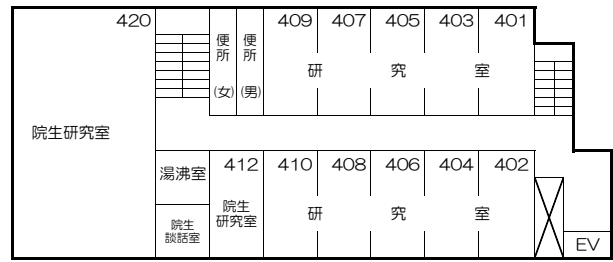 420
便所
(女)
便所
(男)
409
407
405
403
401
研究室
院生研究室
湯沸室
412
410
408
406
404
402
院生
研究室
研究室
院生
談話室
EV